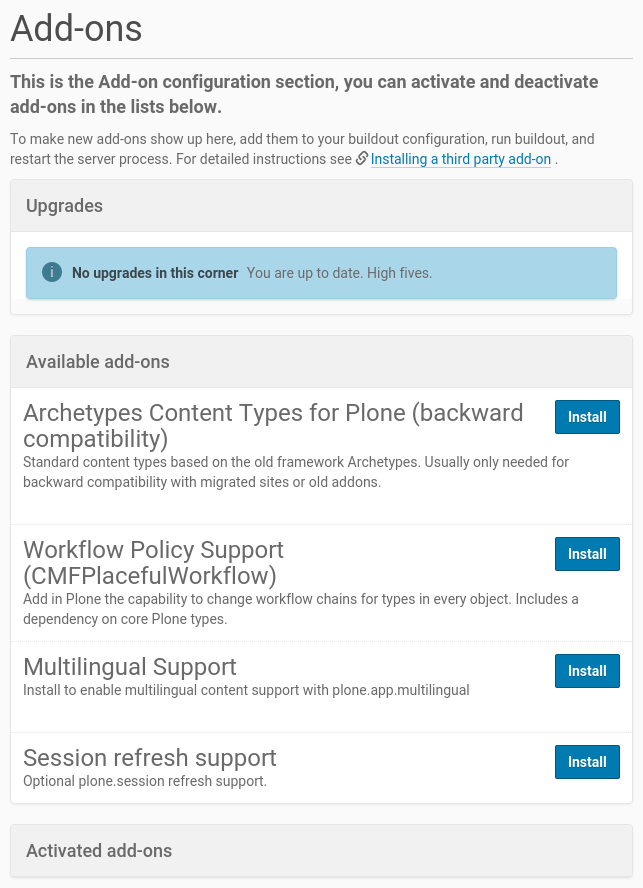 Add-ons
This is the Add-on configuration section, you can activate and deactivate
add-ons in the lists below.
To make new add-ons show up here, add them to your buildout configuration, run buildout, and
restart the server process. For detailed instructions see Installing a third party add-on .
Upgrades
No upgrades in this corner You are up to date. High fives.
Available add-ons
Archetypes Content Types for Plone (backward
compatibility)
Install
Standard content types based on the old framework Archetypes. Usually only needed for
backward compatibility with migrated sites or old addons.
Workflow Policy Support
(CMFPlacefulWorkflow)
Install
Add in Plone the capability to change workflow chains for types in every object. Includes a
dependency on core Plone types.
Multilingual Support
Install
Install to enable multilingual content support with plone.app.multilingual
Session refresh support
Install
Optional plone.session refresh support.
Activated add-ons